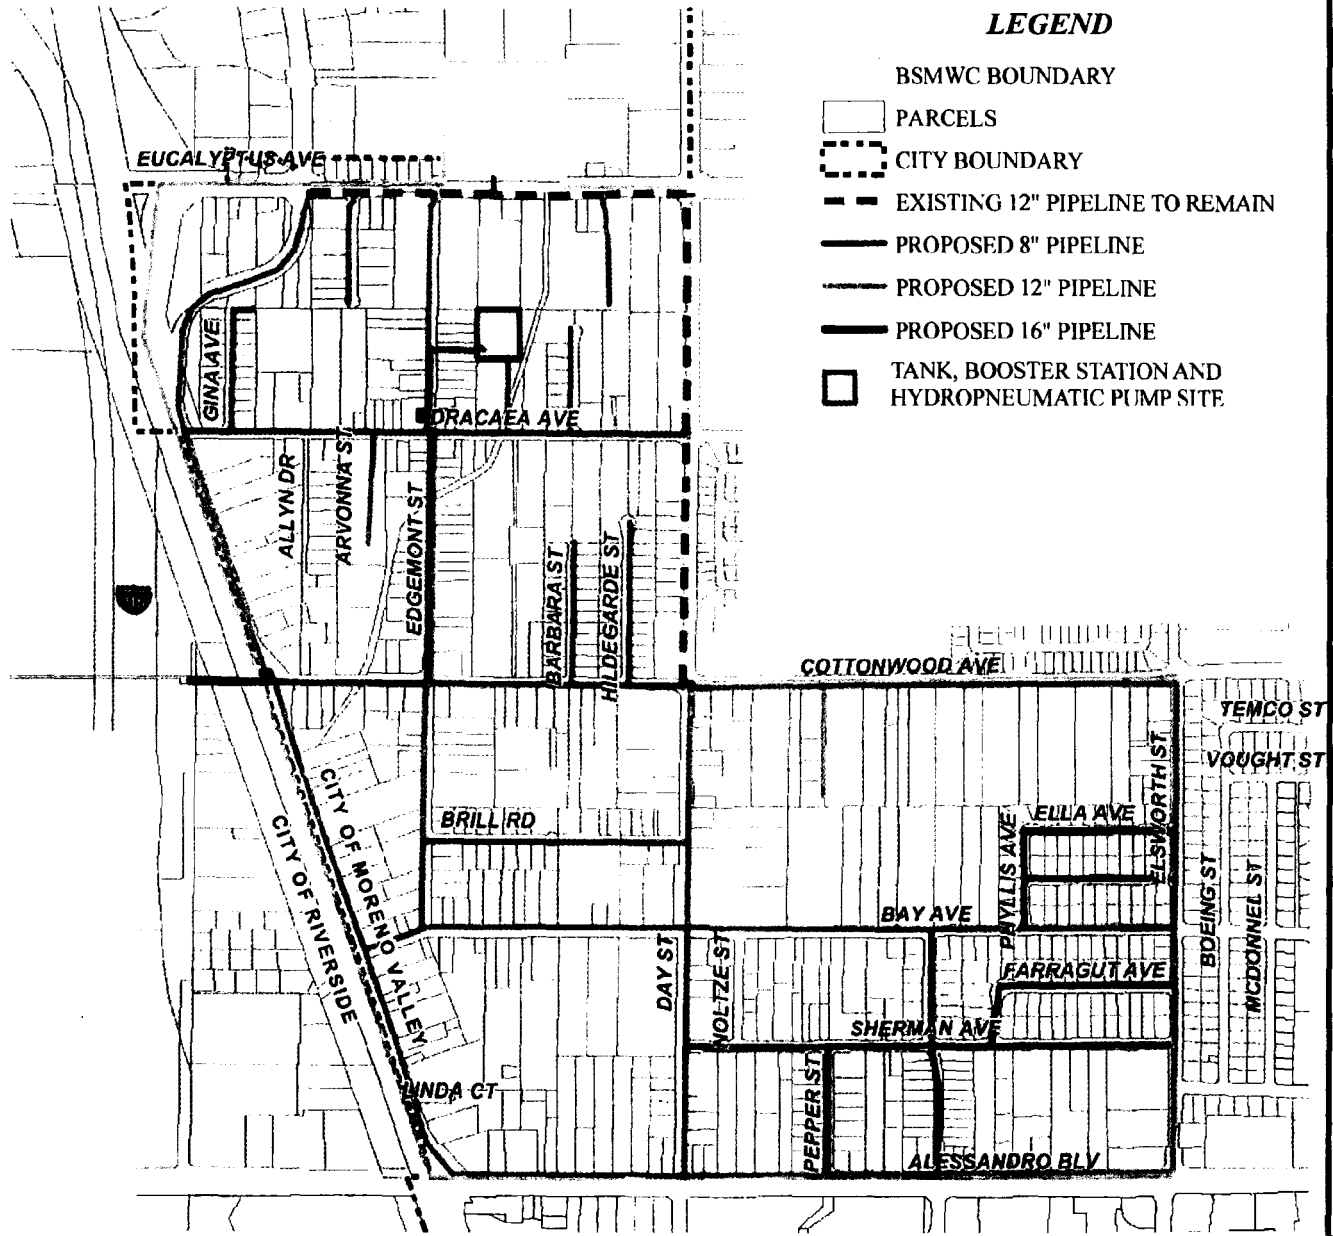 LEGEND
BSMWC BOUNDARY
PARCELS
CITY BOUNDARY
EXISTING 12" PIPELINE TO REMAIN
PROPOSED 8" PIPELINE
PROPOSED 12" PIPELINE
PROPOSED 16" PIPELINE
TANK, BOOSTER STATION AND
HYDROPNEUMATIC PUMP SITE
EUCALYPTUS AVE
GINA AVE
DRACAEA AVE
ALLYN DR
ARVONNA ST
EDGEMONT ST
BARBARA ST
HILDEGARDE ST
COTTONWOOD AVE
TEMCO ST
VOUGHT ST
ELSWORTH ST
CITY OF MORENO VALLEY
CITY OF RIVERSIDE
BRILL RD
ELLA AVE
PHYLLIS AVE
BOEING ST
MCDONNEL ST
BAY AVE
DAY ST
NOLTZE ST
FARRAGUT AVE
SHERMAN AVE
LINDA CT
PEPPER ST
ALESSANDRO BLV